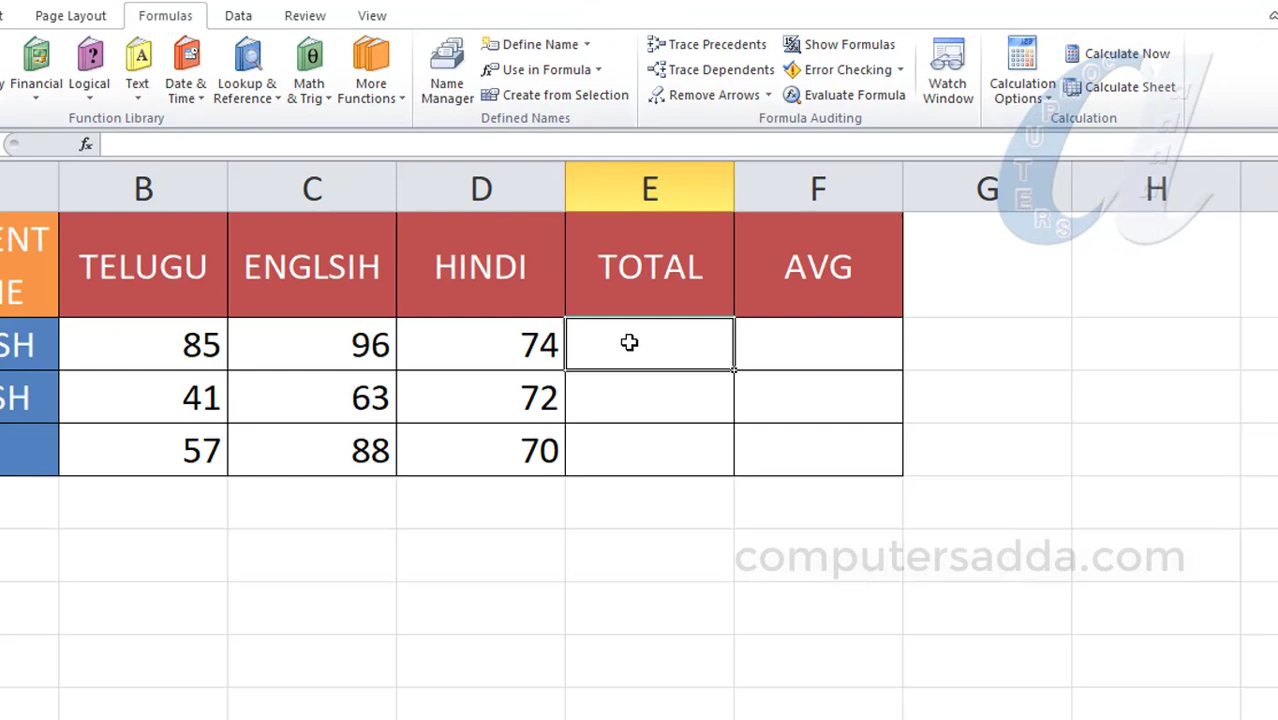 Page Layout Formulas Data Review View
Financial Logical Text Date & Time Lookup & Reference Math & Trig More Functions
Function Library
Name Manager
Define Name
Use in Formula
Create from Selection
Defined Names
Trace Precedents Show Formulas
Trace Dependents Error Checking
Remove Arrows Evaluate Formula
Formula Auditing
Watch Window
Calculation Options
Calculate Now
Calculate Sheet
Calculation
fx
B C D E F G H
TELUGU ENGLSIH HINDI TOTAL AVG
85 96 74
41 63 72
57 88 70
computersadda.com